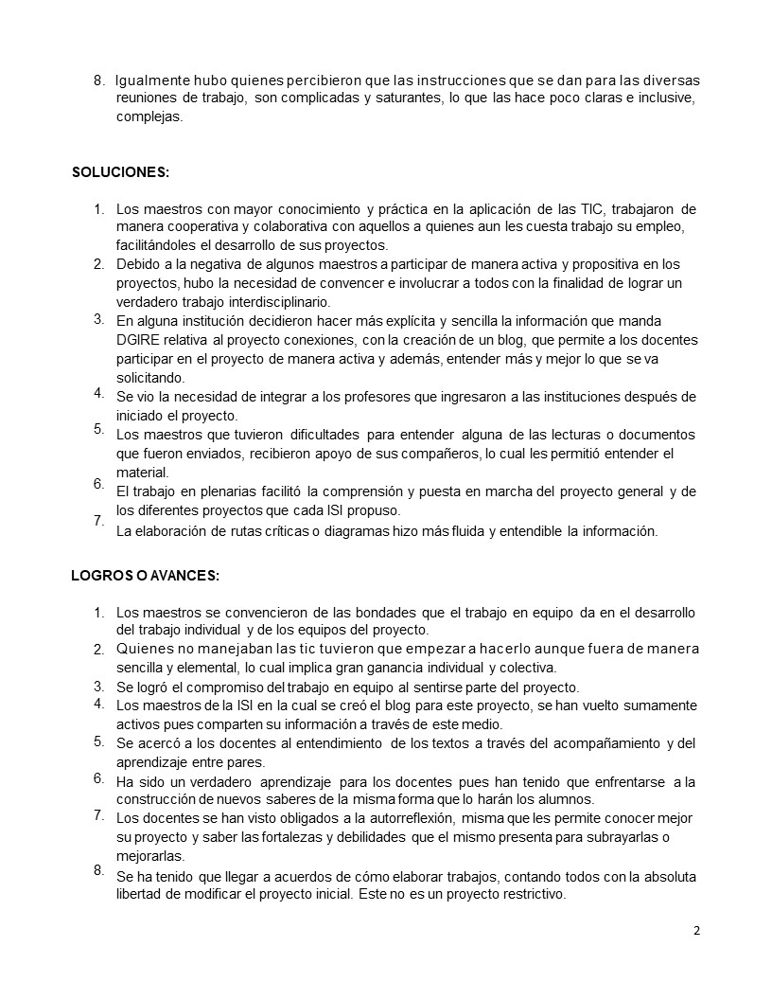 8. Igualmente hubo quienes percibieron que las instrucciones que se dan para las diversas
reuniones de trabajo, son complicadas y saturantes, lo que las hace poco claras e inclusive,
complejas.
SOLUCIONES:
1. Los maestros con mayor conocimiento y práctica en la aplicación de las TIC, trabajaron de
manera cooperativa y colaborativa con aquellos a quienes aun les cuesta trabajo su empleo,
facilitándoles el desarrollo de sus proyectos.
2. Debido a la negativa de algunos maestros a participar de manera activa y propositiva en los
proyectos, hubo la necesidad de convencer e involucrar a todos con la finalidad de lograr un
verdadero trabajo interdisciplinario.
3. En alguna institución decidieron hacer más explícita y sencilla la información que manda
DGIRE relativa al proyecto conexiones, con la creación de un blog, que permite a los docentes
participar en el proyecto de manera activa y además, entender más y mejor lo que se va
solicitando.
4. Se vio la necesidad de integrar a los profesores que ingresaron a las instituciones después de
iniciado el proyecto.
5. Los maestros que tuvieron dificultades para entender alguna de las lecturas o documentos
que fueron enviados, recibieron apoyo de sus compañeros, lo cual les permitió entender el
material.
6. El trabajo en plenarias facilitó la comprensión y puesta en marcha del proyecto general y de
los diferentes proyectos que cada ISI propuso.
7. La elaboración de rutas críticas o diagramas hizo más fluida y entendible la información.
LOGROS O AVANCES:
1. Los maestros se convencieron de las bondades que el trabajo en equipo da en el desarrollo
del trabajo individual y de los equipos del proyecto.
2. Quienes no manejaban las tic tuvieron que empezar a hacerlo aunque fuera de manera
sencilla y elemental, lo cual implica gran ganancia individual y colectiva.
3. Se logró el compromiso del trabajo en equipo al sentirse parte del proyecto.
4. Los maestros de la ISI en la cual se creó el blog para este proyecto, se han vuelto sumamente
activos pues comparten su información a través de este medio.
5. Se acercó a los docentes al entendimiento de los textos a través del acompañamiento y del
aprendizaje entre pares.
6. Ha sido un verdadero aprendizaje para los docentes pues han tenido que enfrentarse a la
construcción de nuevos saberes de la misma forma que lo harán los alumnos.
7. Los docentes se han visto obligados a la autorreflexión, misma que les permite conocer mejor
su proyecto y saber las fortalezas y debilidades que el mismo presenta para subrayarlas o
mejorarlas.
8. Se ha tenido que llegar a acuerdos de cómo elaborar trabajos, contando todos con la absoluta
libertad de modificar el proyecto inicial. Este no es un proyecto restrictivo.
2